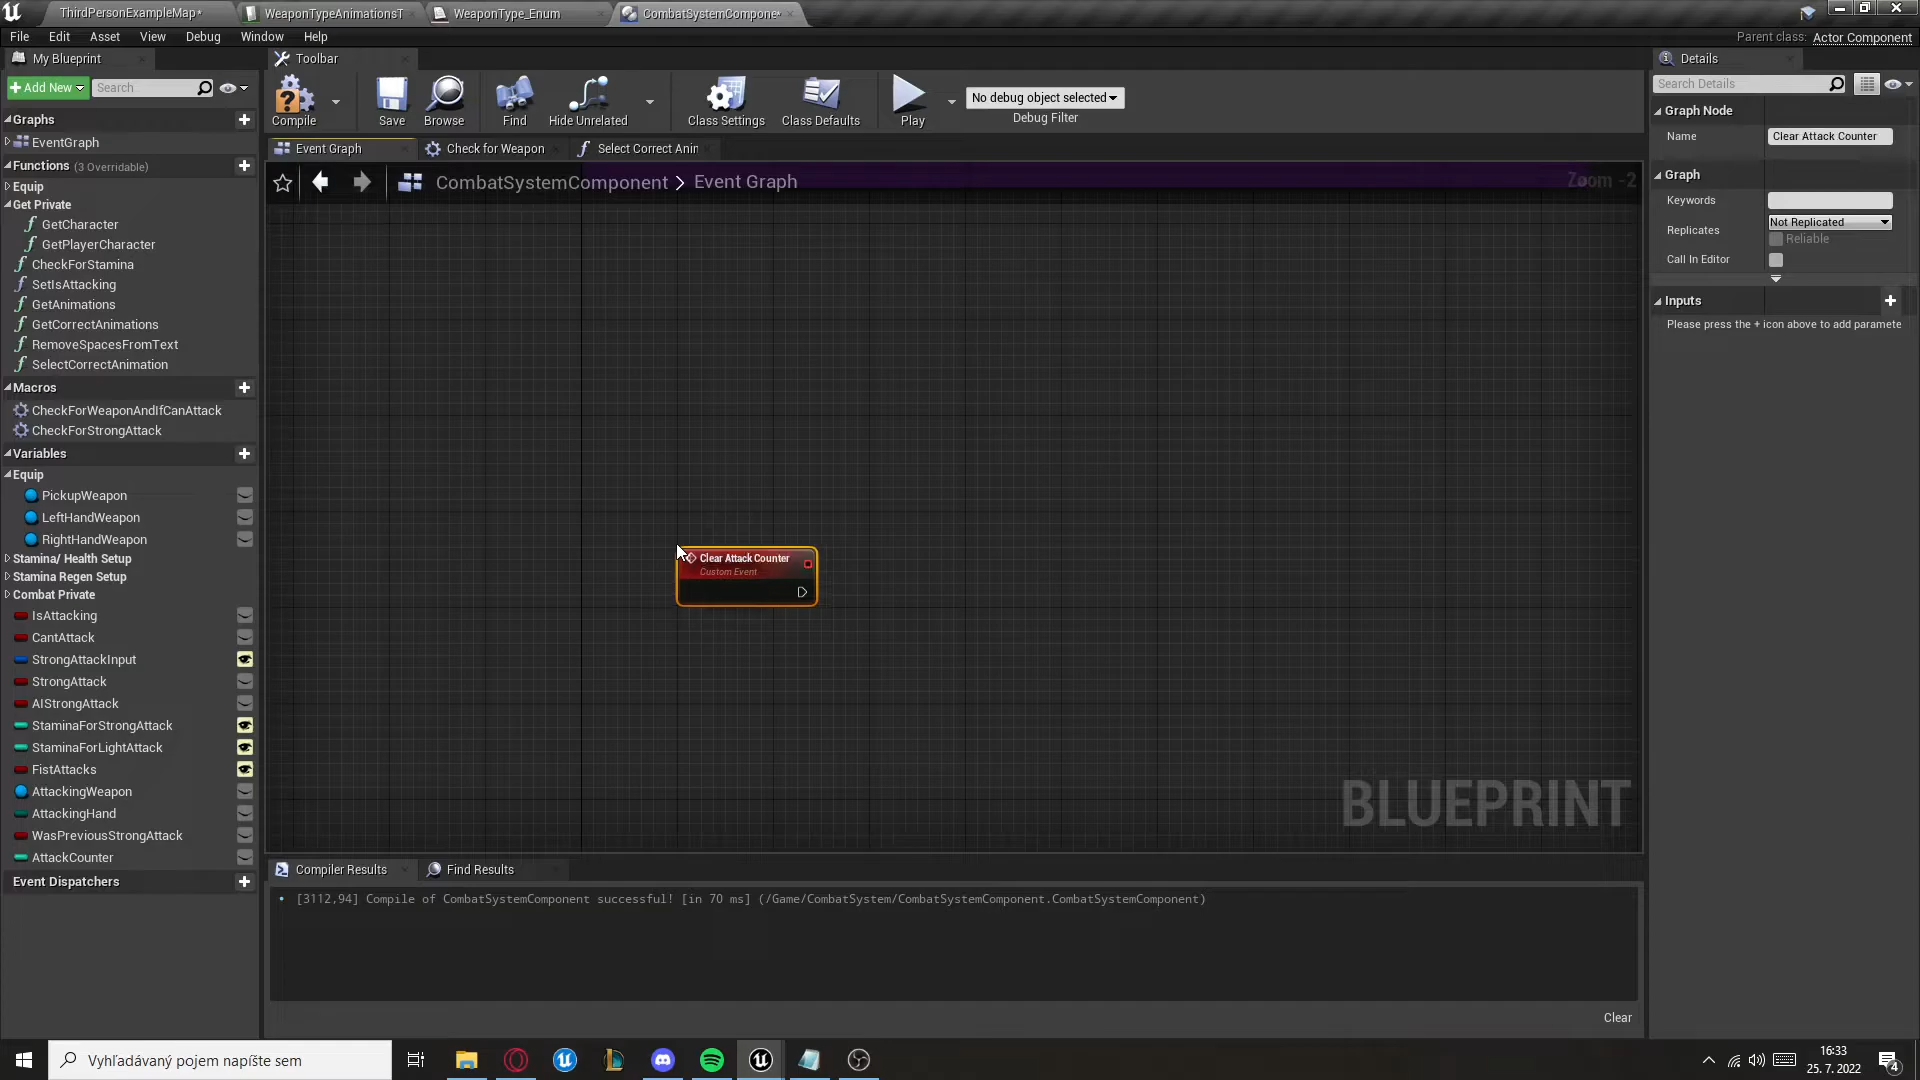 ThirdPersonExampleMap*
WeaponTypeAnimationsT
WeaponType_Enum
CombatSystemCompone*
File Edit Asset View Debug Window Help
Parent class: Actor Component
My Blueprint
Toolbar
Details
Add New
Search
Compile
Save
Browse
Find
Hide Unrelated
Class Settings
Class Defaults
Play
No debug object selected
Debug Filter
Search Details
Graph Node
Name
Clear Attack Counter
Graph
Keywords
Replicates
Not Replicated
Reliable
Call In Editor
Inputs
Please press the + icon above to add paramete
Graphs
EventGraph
Functions (3 Overridable)
Equip
Get Private
GetCharacter
GetPlayerCharacter
CheckForStamina
SetIsAttacking
GetAnimations
GetCorrectAnimations
RemoveSpacesFromText
SelectCorrectAnimation
Macros
CheckForWeaponAndIfCanAttack
CheckForStrongAttack
Variables
Equip
PickupWeapon
LeftHandWeapon
RightHandWeapon
Stamina/ Health Setup
Stamina Regen Setup
Combat Private
IsAttacking
CantAttack
StrongAttackInput
StrongAttack
AIStrongAttack
StaminaForStrongAttack
StaminaForLightAttack
FistAttacks
AttackingWeapon
AttackingHand
WasPreviousStrongAttack
AttackCounter
Event Dispatchers
Event Graph
Check for Weapon
Select Correct Anim
CombatSystemComponent > Event Graph
Zoom -2
Clear Attack Counter
Custom Event
BLUEPRINT
Compiler Results
Find Results
[3112,94] Compile of CombatSystemComponent successful! [in 70 ms] (/Game/CombatSystem/CombatSystemComponent.CombatSystemComponent)
Clear
Vyhľadávaný pojem napíšte sem
16:33
25. 7. 2022
4